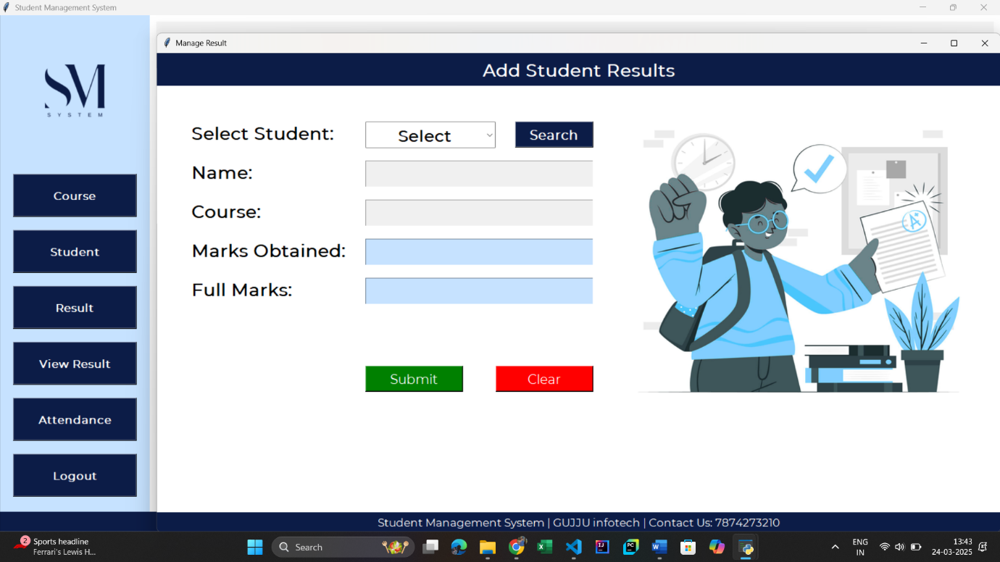 Student Management System
Manage Result
Add Student Results
SM
SYSTEM
Course
Student
Result
View Result
Attendance
Logout
Select Student:
Select
Search
Name:
Course:
Marks Obtained:
Full Marks:
Submit
Clear
A+
Student Management System | GUJJU infotech | Contact Us: 7874273210
2
Sports headline
Ferrari's Lewis H...
Search
ENG
IN
13:43
24-03-2025